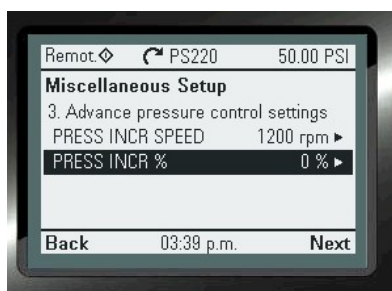 Remot. PS220 50.00 PSI
Miscellaneous Setup
3. Advance pressure control settings
PRESS INCR SPEED 1200 rpm ►
PRESS INCR % 0 % ►
Back 03:39 p.m. Next